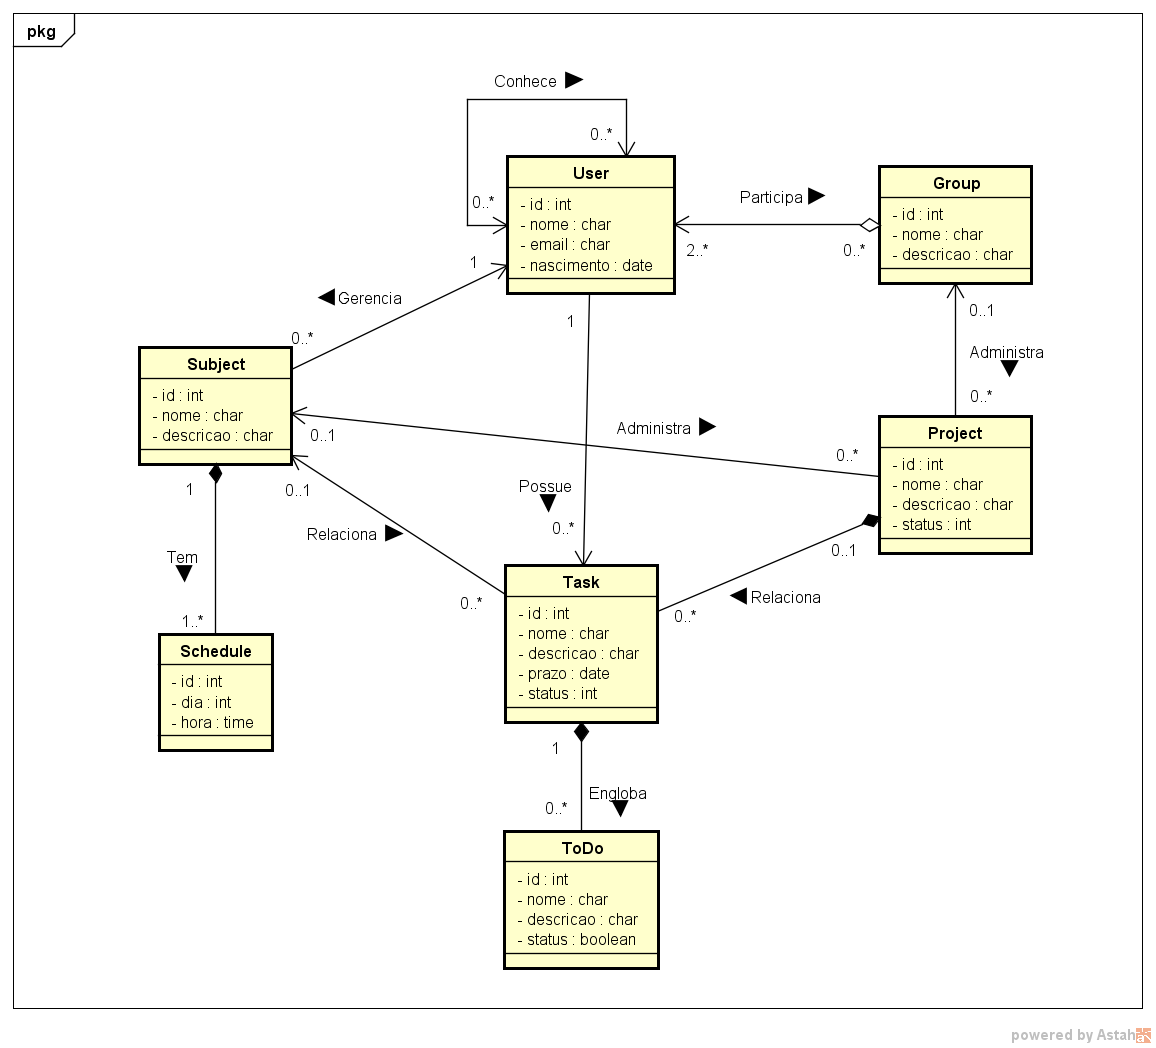 pkg
Conhece
0..*
0..*
User
- id : int
- nome : char
- email : char
- nascimento : date
Participa
2..*
0..*
Group
- id : int
- nome : char
- descricao : char
1
Gerencia
0..*
1
0..1
Administra
0..*
Subject
- id : int
- nome : char
- descricao : char
0..1
Administra
0..*
Project
- id : int
- nome : char
- descricao : char
- status : int
1
0..1
Relaciona
0..*
Possue
0..*
0..1
Relaciona
0..*
Tem
1..*
Task
- id : int
- nome : char
- descricao : char
- prazo : date
- status : int
Schedule
- id : int
- dia : int
- hora : time
1
Engloba
0..*
ToDo
- id : int
- nome : char
- descricao : char
- status : boolean
powered by Astah